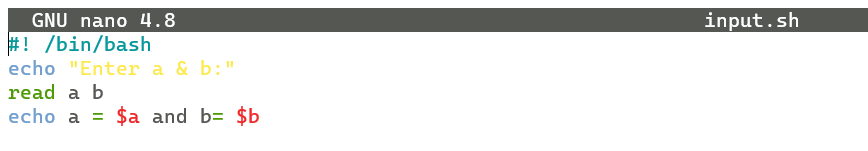 GNU nano 4.8 input.sh
#! /bin/bash
echo "Enter a & b:"
read a b
echo a = $a and b= $b